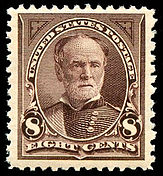 UNITED STATES POSTAGE
8 8
EIGHT CENTS